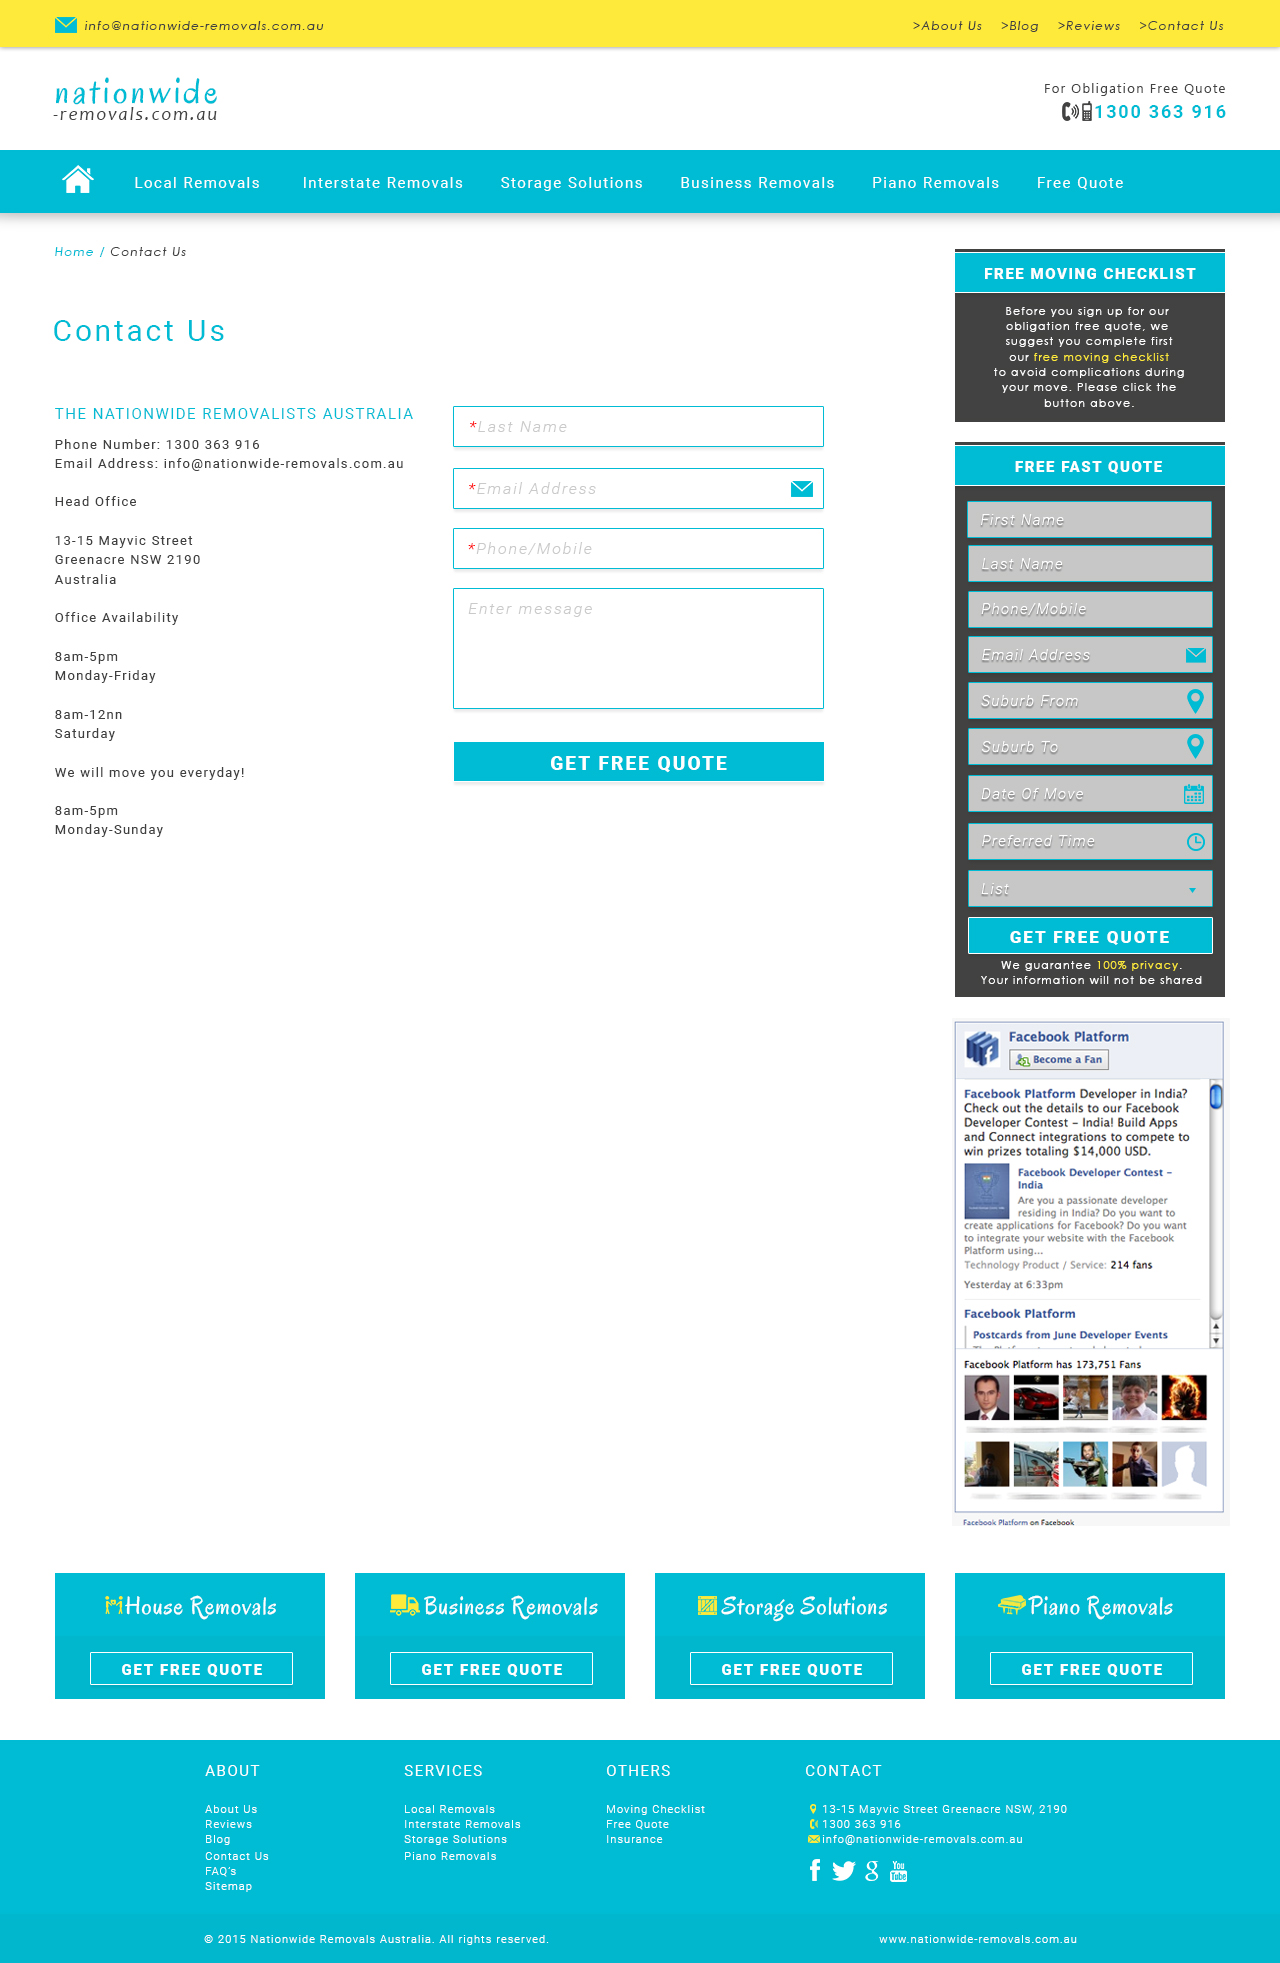 info@nationwide-removals.com.au
>About Us >Blog >Reviews >Contact Us
nationwide
-removals.com.au
For Obligation Free Quote
1300 363 916
Local Removals Interstate Removals Storage Solutions Business Removals Piano Removals Free Quote
Home / Contact Us
Contact Us
THE NATIONWIDE REMOVALISTS AUSTRALIA
Phone Number: 1300 363 916
Email Address: info@nationwide-removals.com.au
Head Office
13-15 Mayvic Street
Greenacre NSW 2190
Australia
Office Availability
8am-5pm
Monday-Friday
8am-12nn
Saturday
We will move you everyday!
8am-5pm
Monday-Sunday
*Last Name
*Email Address
*Phone/Mobile
Enter message
GET FREE QUOTE
FREE MOVING CHECKLIST
Before you sign up for our
obligation free quote, we
suggest you complete first
our free moving checklist
to avoid complications during
your move. Please click the
button above.
FREE FAST QUOTE
First Name
Last Name
Phone/Mobile
Email Address
Suburb From
Suburb To
Date Of Move
Preferred Time
List
GET FREE QUOTE
We guarantee 100% privacy.
Your information will not be shared
Facebook Platform
Become a Fan
Facebook Platform Developer in India?
Check out the details to our Facebook
Developer Contest – India! Build Apps
and Connect integrations to compete to
win prizes totaling $14,000 USD.
Facebook Developer Contest –
India
Are you a passionate developer
residing in India? Do you want to
create applications for Facebook? Do you want
to integrate your website with the Facebook
Platform using...
Technology Product / Service: 214 fans
Yesterday at 6:33pm
Facebook Platform
Postcards from June Developer Events
Facebook Platform has 173,751 Fans
Facebook Platform on Facebook
House Removals
GET FREE QUOTE
Business Removals
GET FREE QUOTE
Storage Solutions
GET FREE QUOTE
Piano Removals
GET FREE QUOTE
ABOUT
About Us
Reviews
Blog
Contact Us
FAQ's
Sitemap
SERVICES
Local Removals
Interstate Removals
Storage Solutions
Piano Removals
OTHERS
Moving Checklist
Free Quote
Insurance
CONTACT
13-15 Mayvic Street Greenacre NSW, 2190
1300 363 916
info@nationwide-removals.com.au
You
Tube
© 2015 Nationwide Removals Australia. All rights reserved.
www.nationwide-removals.com.au